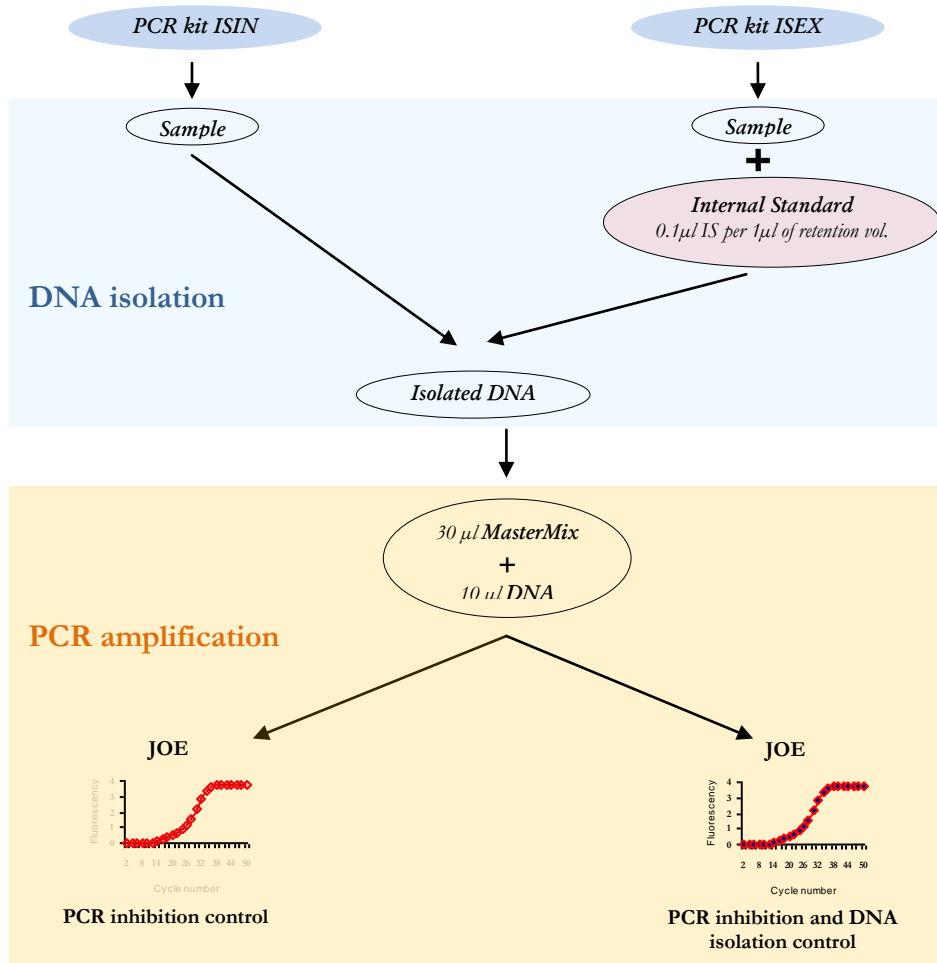 PCR kit ISIN
PCR kit ISEX
Sample
Sample
+
Internal Standard
0.1µl IS per 1µl of retention vol.
DNA isolation
Isolated DNA
30 µl MasterMix
+
10 µl DNA
PCR amplification
JOE
Fluorescency
4
3
2
1
0
2 8 14 20 26 32 38 44 50
Cycle number
PCR inhibition control
JOE
Fluorescency
4
3
2
1
0
2 8 14 20 26 32 38 44 50
Cycle number
PCR inhibition and DNA
isolation control